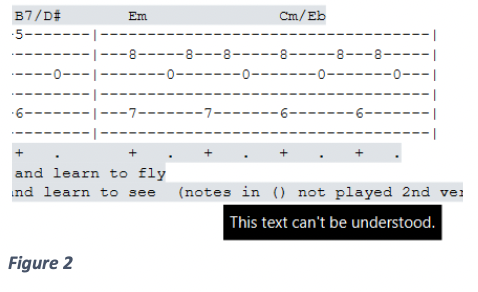 B7/D# Em Cm/Eb
-5-------|-----------------------------------|
---------|---8-----8---8-----8-----8---8-----|
----0---|-------0-------0-------0-------0---|
---------|-----------------------------------|
-6-------|---7-------7-------6-------6-------|
---------|-----------------------------------|
+ . + . + . + . + .
and learn to fly
nd learn to see (notes in () not played 2nd ve
This text can't be understood.
Figure 2